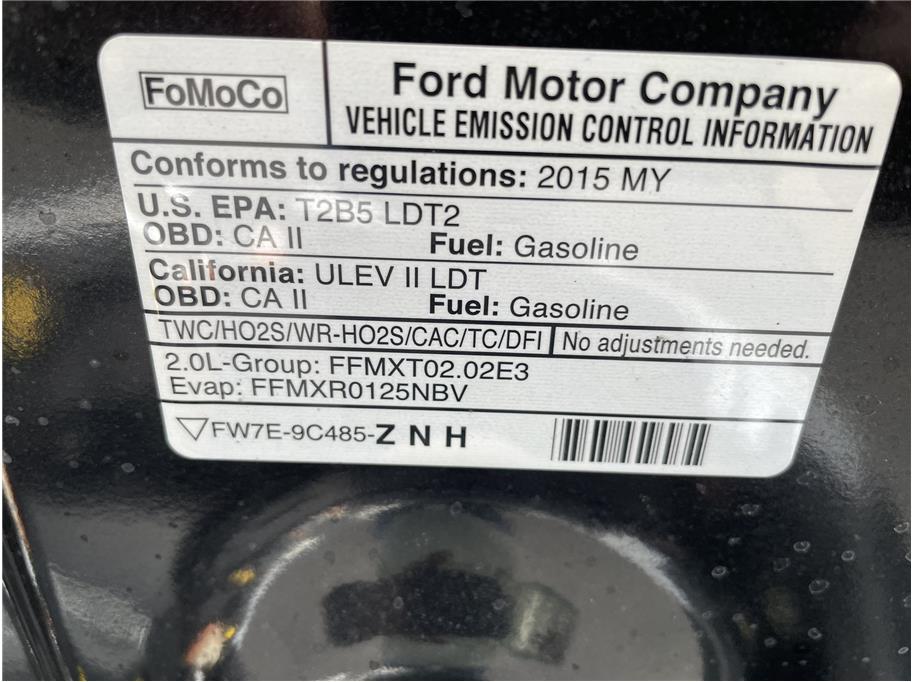 FoMoCo
Ford Motor Company
VEHICLE EMISSION CONTROL INFORMATION
Conforms to regulations: 2015 MY
U.S. EPA: T2B5 LDT2
OBD: CA II Fuel: Gasoline
California: ULEV II LDT
OBD: CA II Fuel: Gasoline
TWC/HO2S/WR-HO2S/CAC/TC/DFI No adjustments needed.
2.0L-Group: FFMXT02.02E3
Evap: FFMXR0125NBV
FW7E-9C485-Z N H